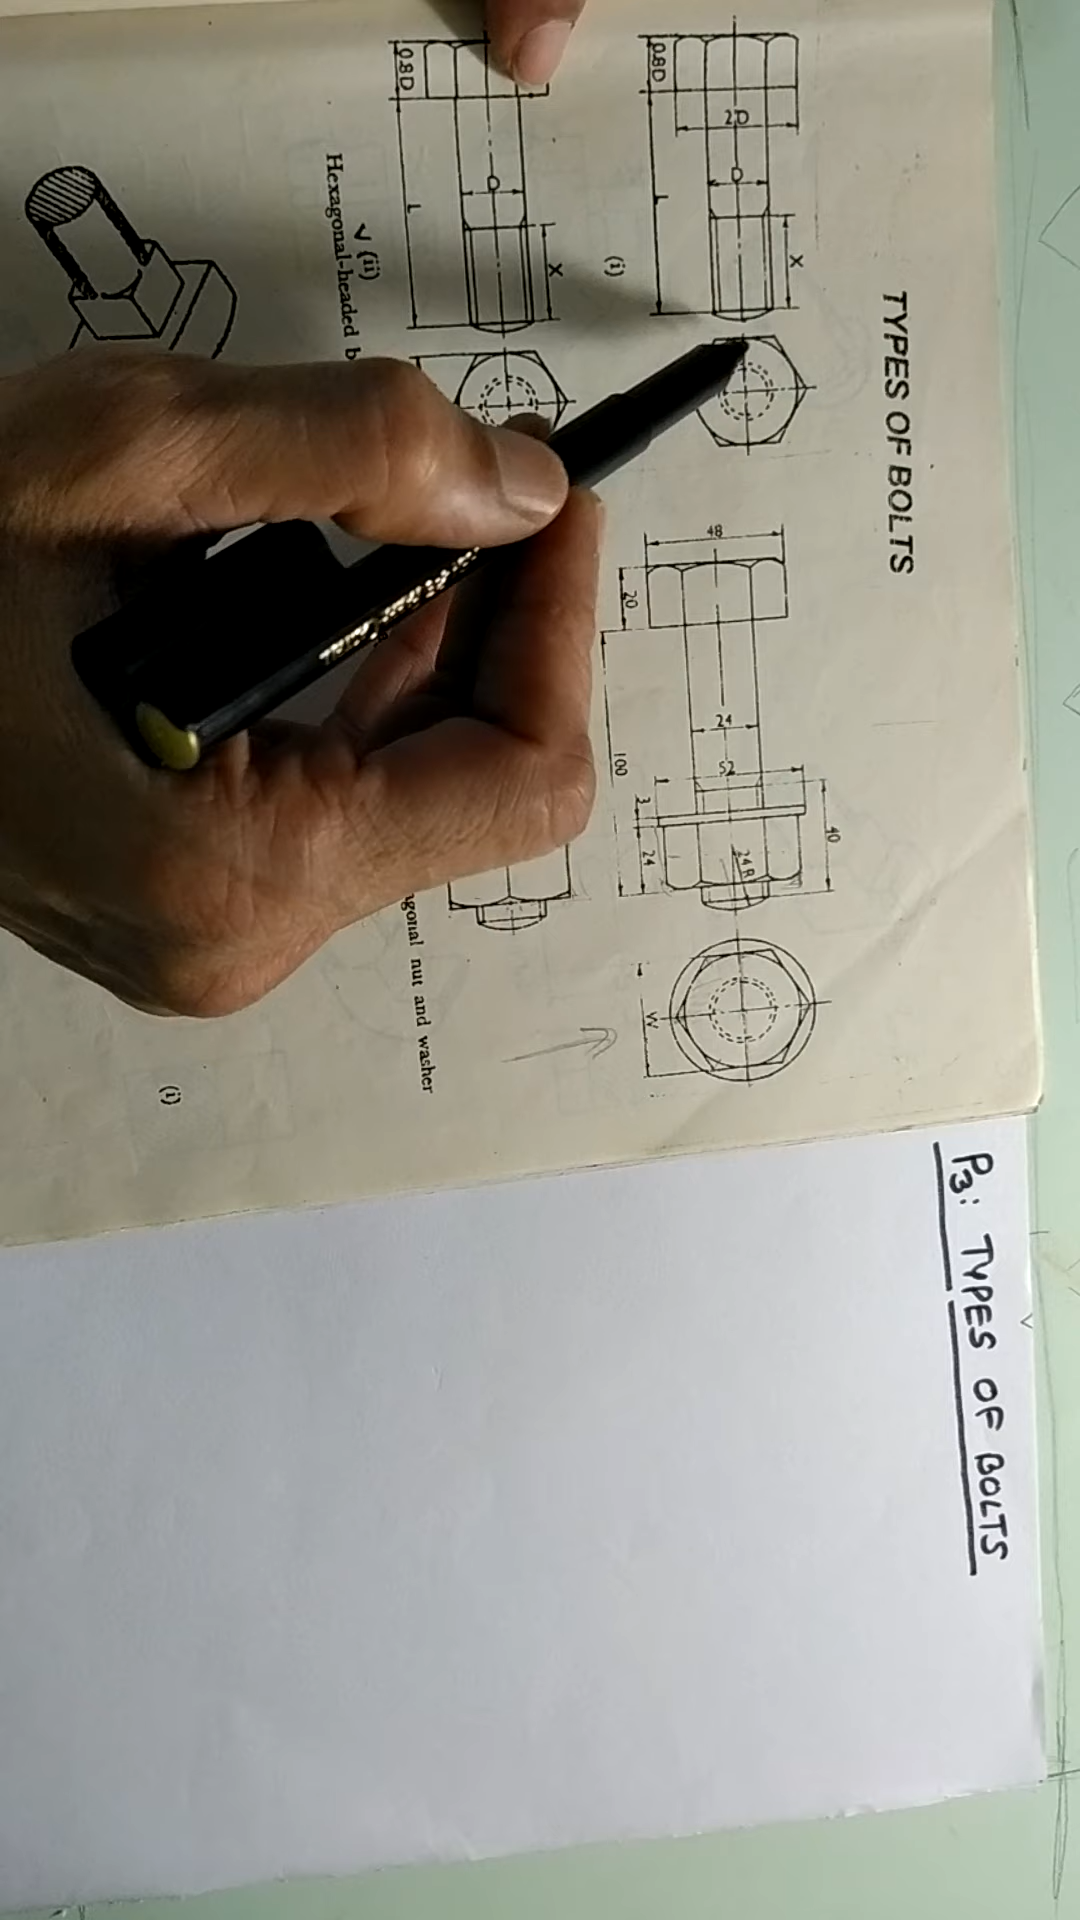 TYPES OF BOLTS
0.8D
2D
D
L
X
(i)
0.8D
D
L
X
✓ (ii)
Hexagonal-headed b
48
20
24
52
100
3
24
24R
40
W
gonal nut and washer
(i)
P3: TYPES OF BOLTS